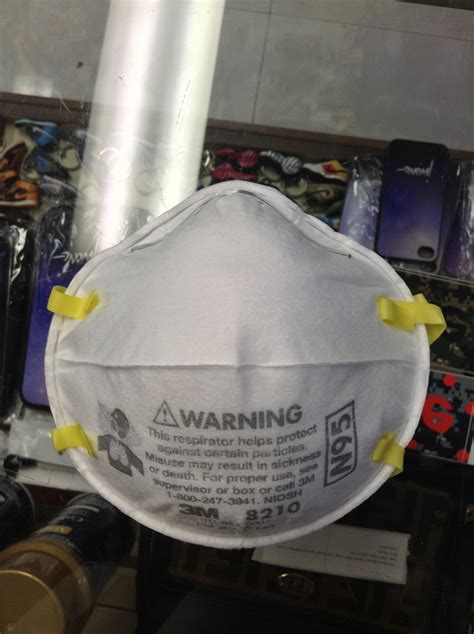 ⚠WARNING
This respirator helps protect
against certain particles.
Misuse may result in sickness
or death. For proper use, see
supervisor or box or call 3M
1-800-247-3941. NIOSH
3M 8210
N95